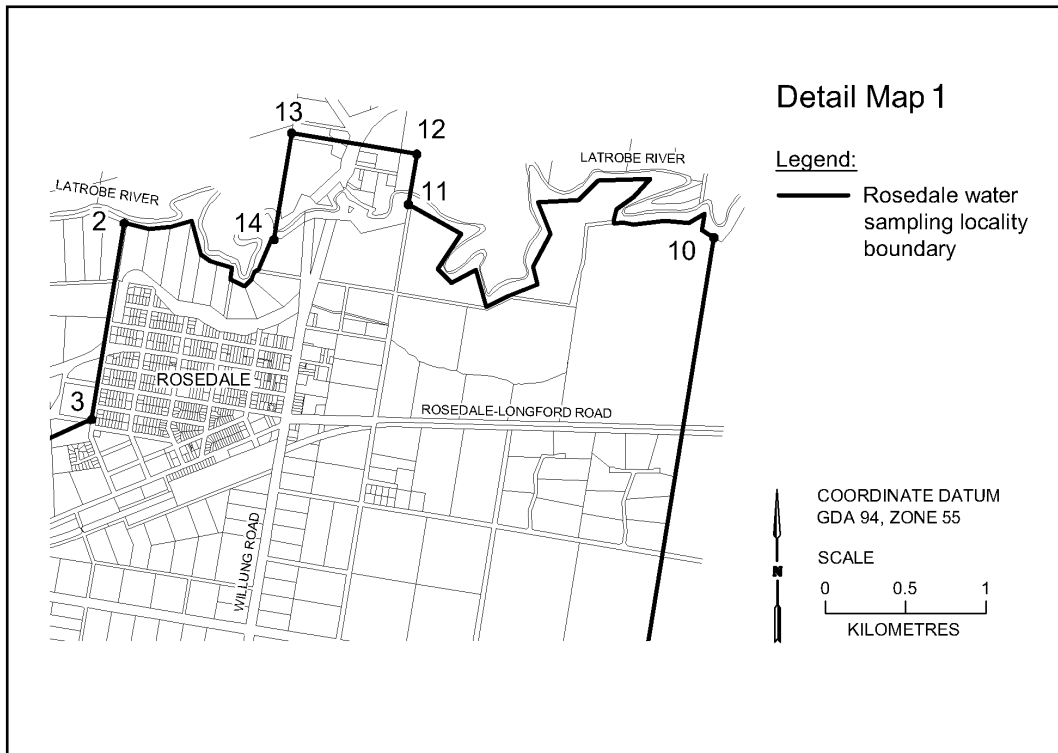 Detail Map 1
13
12
LATROBE RIVER
Legend:
LATROBE RIVER
11
Rosedale water
sampling locality
boundary
2
14
10
ROSEDALE
3
ROSEDALE-LONGFORD ROAD
COORDINATE DATUM
GDA 94, ZONE 55
WILLUNG ROAD
SCALE
N
0 0.5 1
KILOMETRES